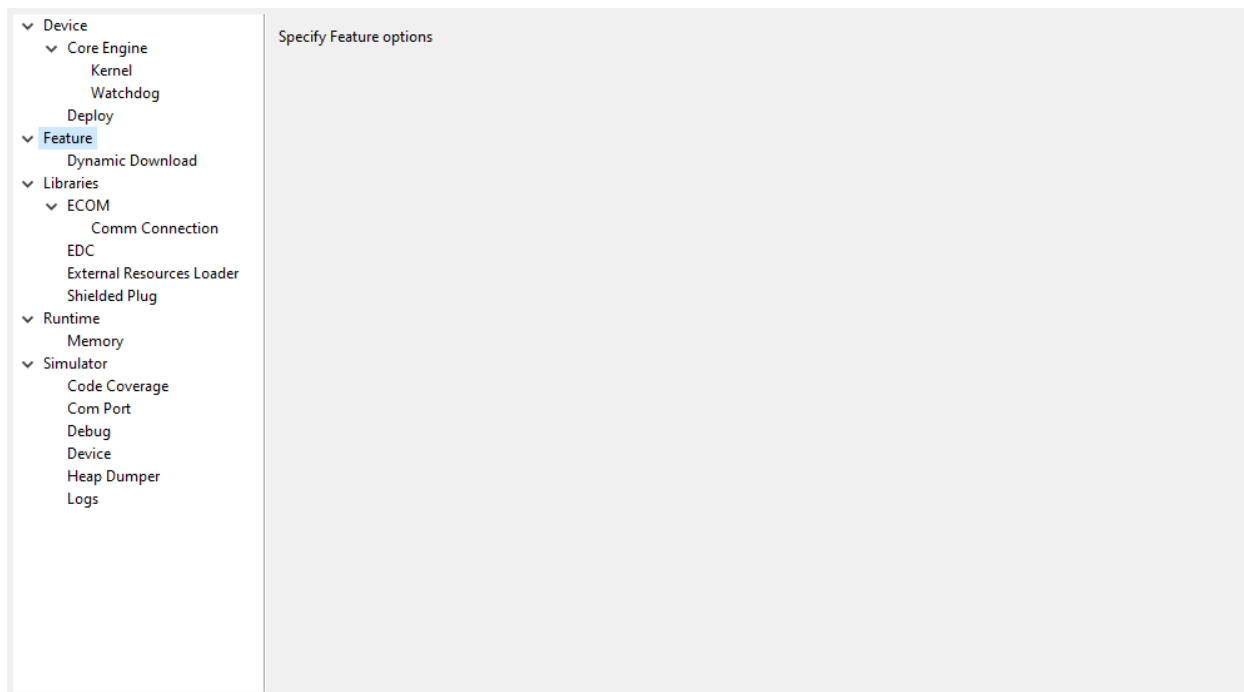 Device
Core Engine
Kernel
Watchdog
Deploy
Feature
Dynamic Download
Libraries
ECOM
Comm Connection
EDC
External Resources Loader
Shielded Plug
Runtime
Memory
Simulator
Code Coverage
Com Port
Debug
Device
Heap Dumper
Logs
Specify Feature options